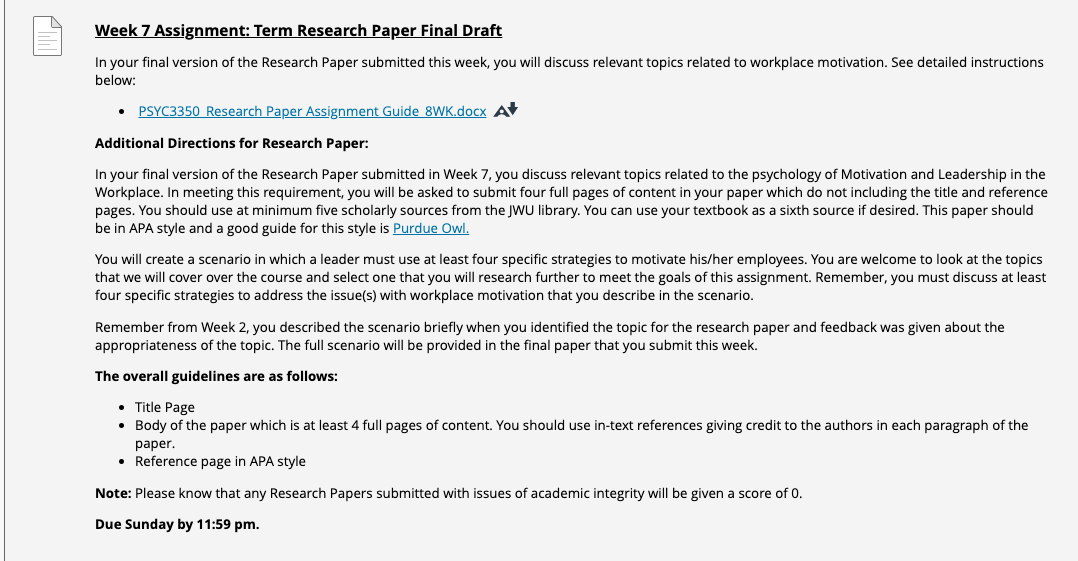 Week 7 Assignment: Term Research Paper Final Draft
In your final version of the Research Paper submitted this week, you will discuss relevant topics related to workplace motivation. See detailed instructions
below:
• PSYC3350_Research Paper Assignment Guide_8WK.docx
Additional Directions for Research Paper:
In your final version of the Research Paper submitted in Week 7, you discuss relevant topics related to the psychology of Motivation and Leadership in the
Workplace. In meeting this requirement, you will be asked to submit four full pages of content in your paper which do not including the title and reference
pages. You should use at minimum five scholarly sources from the JWU library. You can use your textbook as a sixth source if desired. This paper should
be in APA style and a good guide for this style is Purdue Owl.
You will create a scenario in which a leader must use at least four specific strategies to motivate his/her employees. You are welcome to look at the topics
that we will cover over the course and select one that you will research further to meet the goals of this assignment. Remember, you must discuss at least
four specific strategies to address the issue(s) with workplace motivation that you describe in the scenario.
Remember from Week 2, you described the scenario briefly when you identified the topic for the research paper and feedback was given about the
appropriateness of the topic. The full scenario will be provided in the final paper that you submit this week.
The overall guidelines are as follows:
• Title Page
• Body of the paper which is at least 4 full pages of content. You should use in-text references giving credit to the authors in each paragraph of the
paper.
• Reference page in APA style
Note: Please know that any Research Papers submitted with issues of academic integrity will be given a score of 0.
Due Sunday by 11:59 pm.